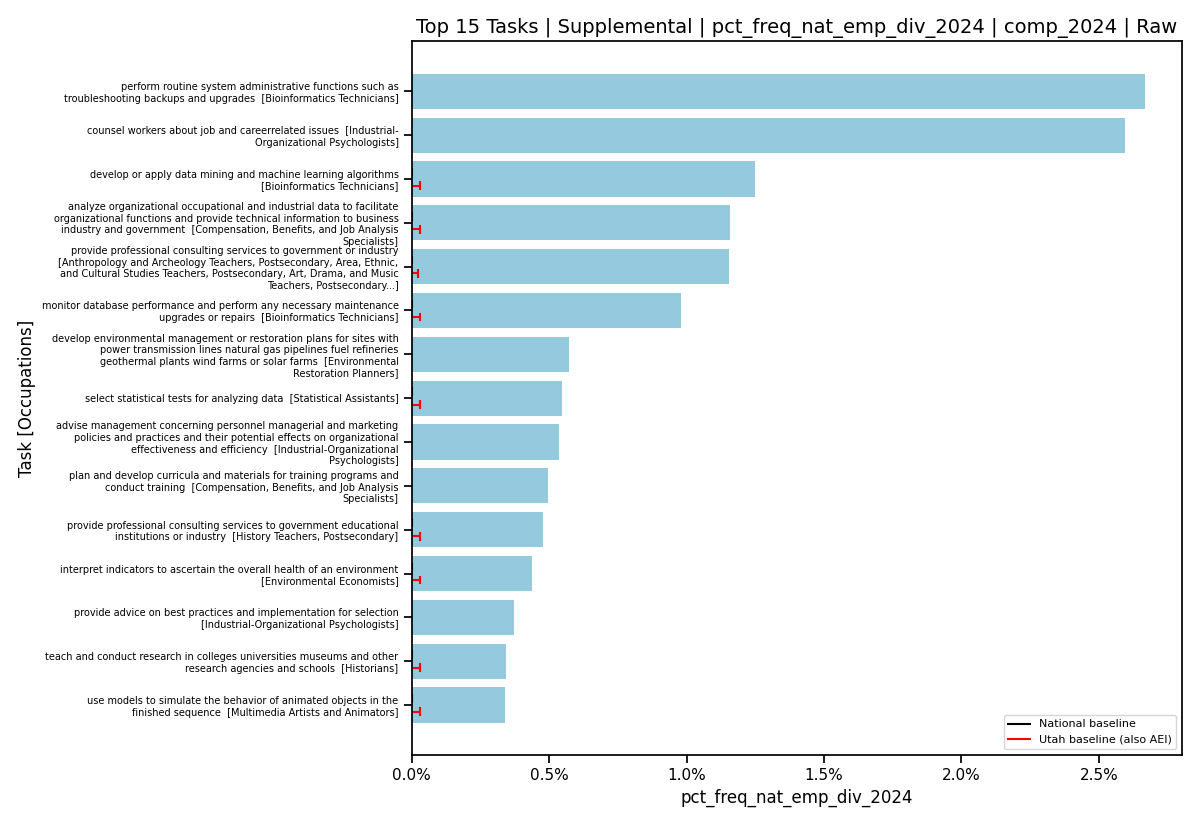 Top 15 Tasks | Supplemental | pct_freq_nat_emp_div_2024 | comp_2024 | Raw
perform routine system administrative functions such as
troubleshooting backups and upgrades [Bioinformatics Technicians]
counsel workers about job and careerrelated issues [Industrial-
Organizational Psychologists]
develop or apply data mining and machine learning algorithms
[Bioinformatics Technicians]
analyze organizational occupational and industrial data to facilitate
organizational functions and provide technical information to business
industry and government [Compensation, Benefits, and Job Analysis
Specialists]
provide professional consulting services to government or industry
[Anthropology and Archeology Teachers, Postsecondary, Area, Ethnic,
and Cultural Studies Teachers, Postsecondary, Art, Drama, and Music
Teachers, Postsecondary...]
monitor database performance and perform any necessary maintenance
upgrades or repairs [Bioinformatics Technicians]
develop environmental management or restoration plans for sites with
power transmission lines natural gas pipelines fuel refineries
geothermal plants wind farms or solar farms [Environmental
Restoration Planners]
select statistical tests for analyzing data [Statistical Assistants]
advise management concerning personnel managerial and marketing
policies and practices and their potential effects on organizational
effectiveness and efficiency [Industrial-Organizational
Psychologists]
plan and develop curricula and materials for training programs and
conduct training [Compensation, Benefits, and Job Analysis
Specialists]
provide professional consulting services to government educational
institutions or industry [History Teachers, Postsecondary]
interpret indicators to ascertain the overall health of an environment
[Environmental Economists]
provide advice on best practices and implementation for selection
[Industrial-Organizational Psychologists]
teach and conduct research in colleges universities museums and other
research agencies and schools [Historians]
use models to simulate the behavior of animated objects in the
finished sequence [Multimedia Artists and Animators]
Task [Occupations]
National baseline
Utah baseline (also AEI)
0.0% 0.5% 1.0% 1.5% 2.0% 2.5%
pct_freq_nat_emp_div_2024